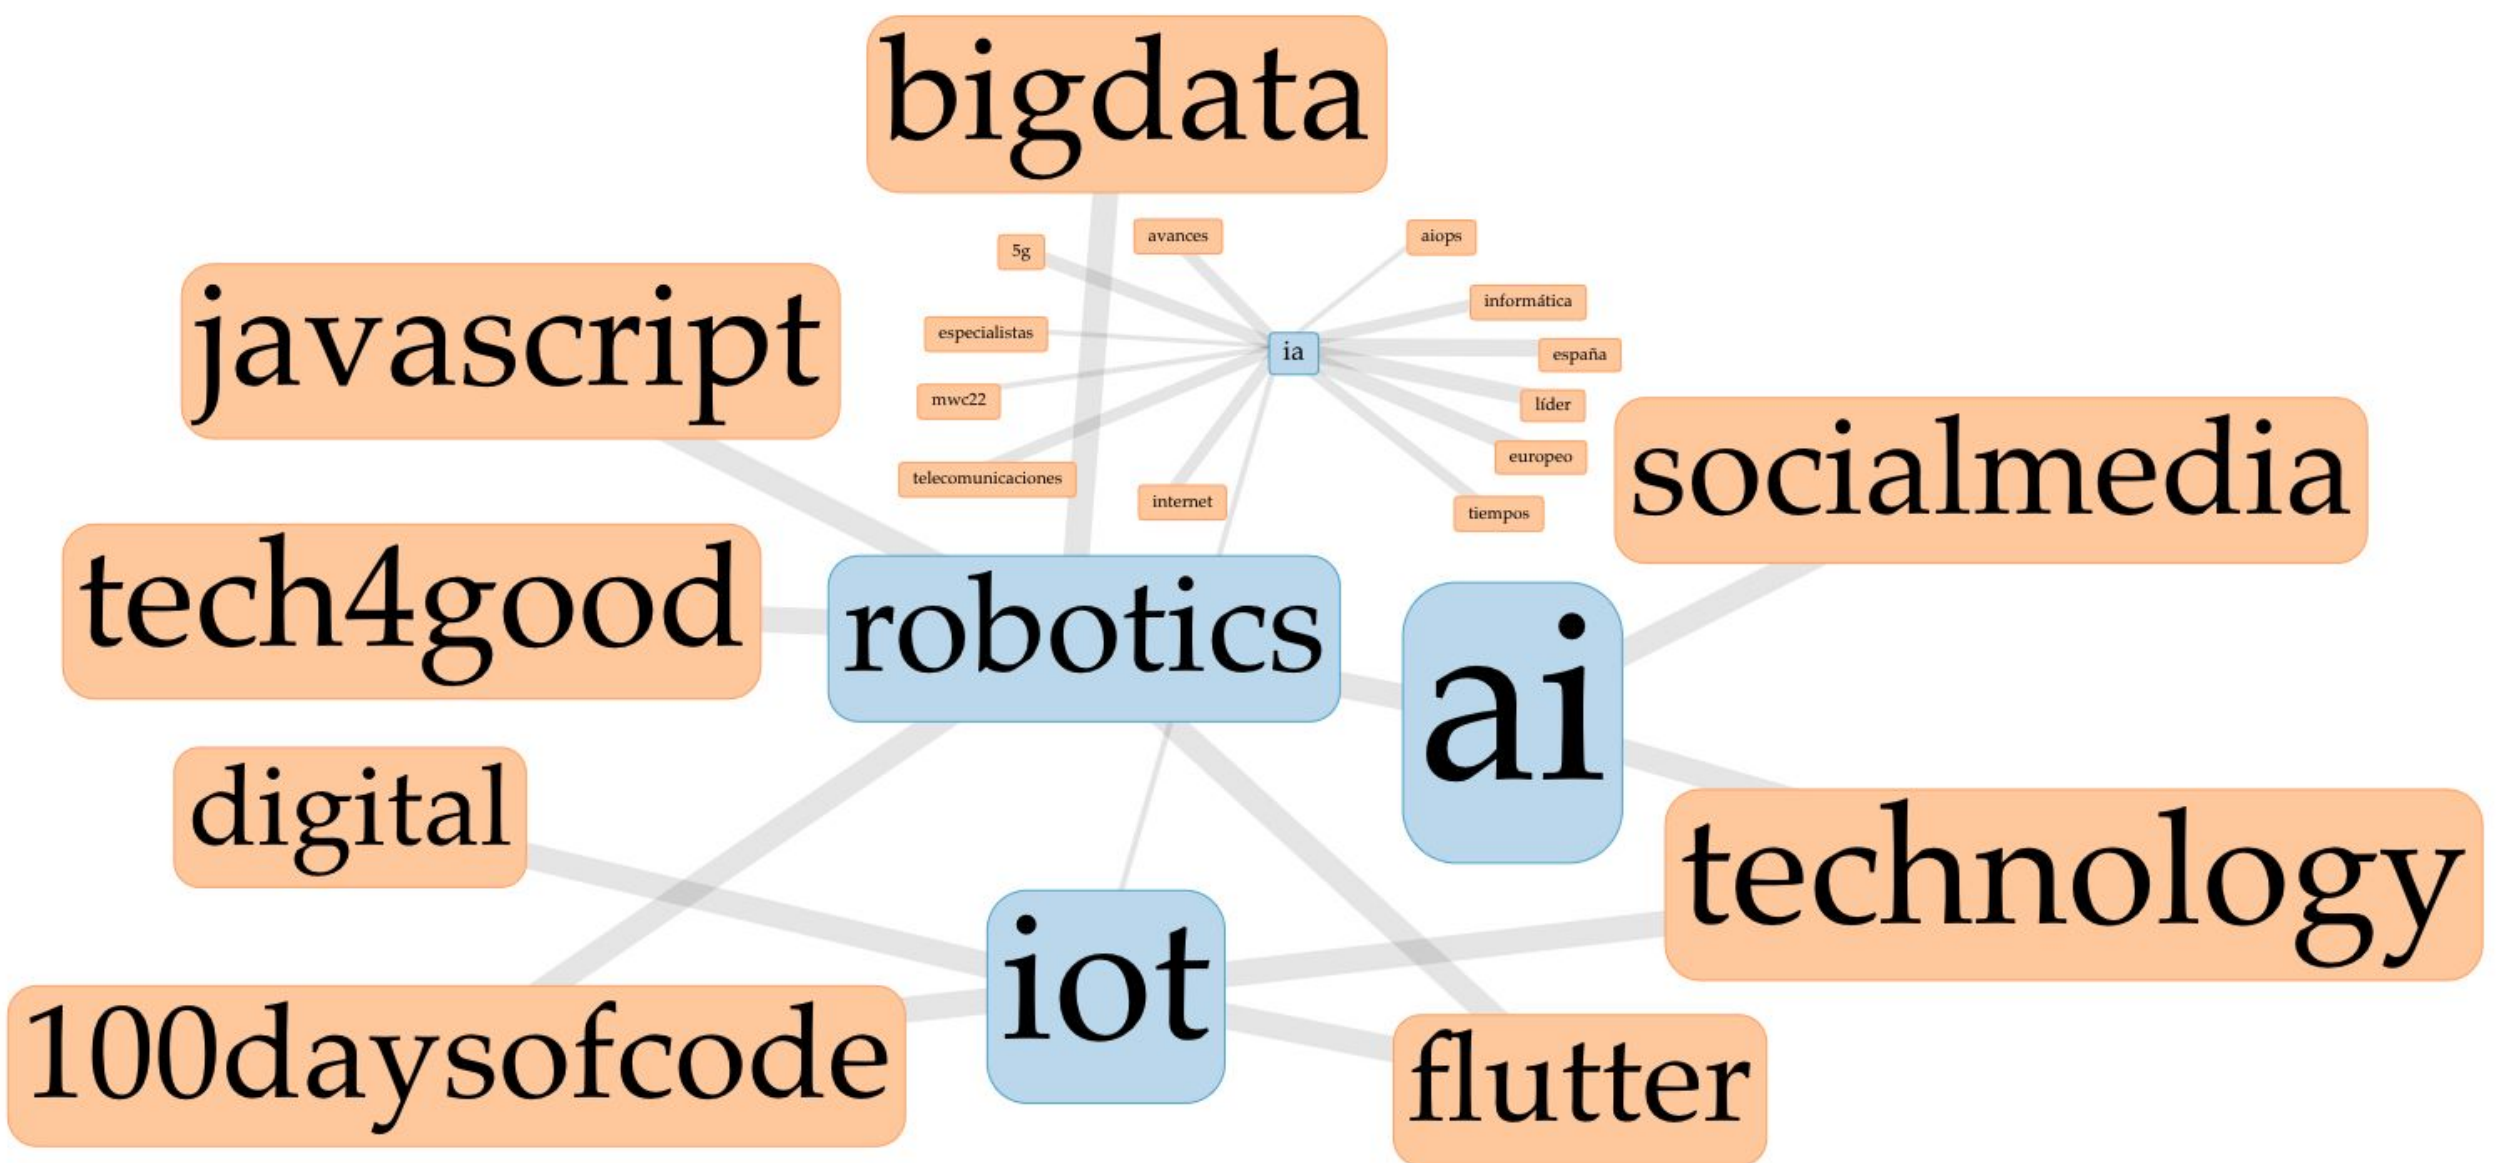 bigdata
5g
avances
aiops
javascript
informática
especialistas
ia
españa
mwc22
líder
socialmedia
europeo
telecomunicaciones
internet
tiempos
tech4good
robotics
ai
digital
technology
100daysofcode
iot
flutter